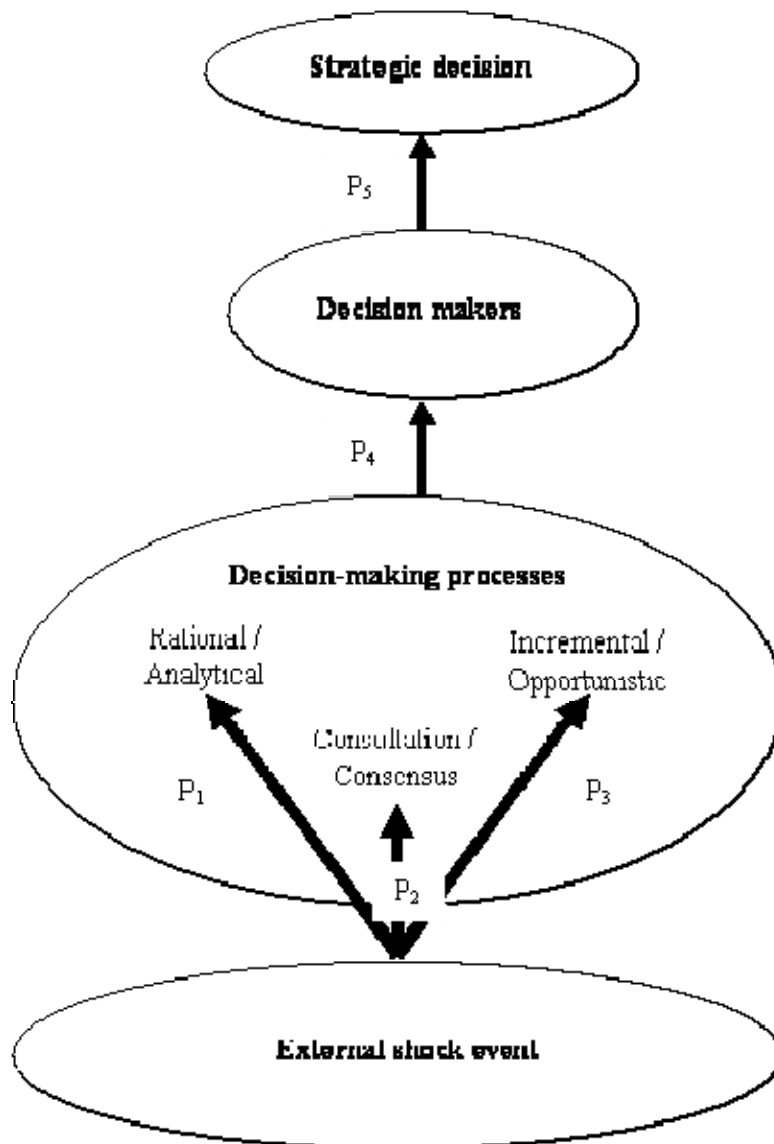 Strategic decision
P₅
Decision makers
P₄
Decision-making processes
Rational /
Analytical
Incremental /
Opportunistic
Consultation /
Consensus
P₁
P₃
P₂
External shock event